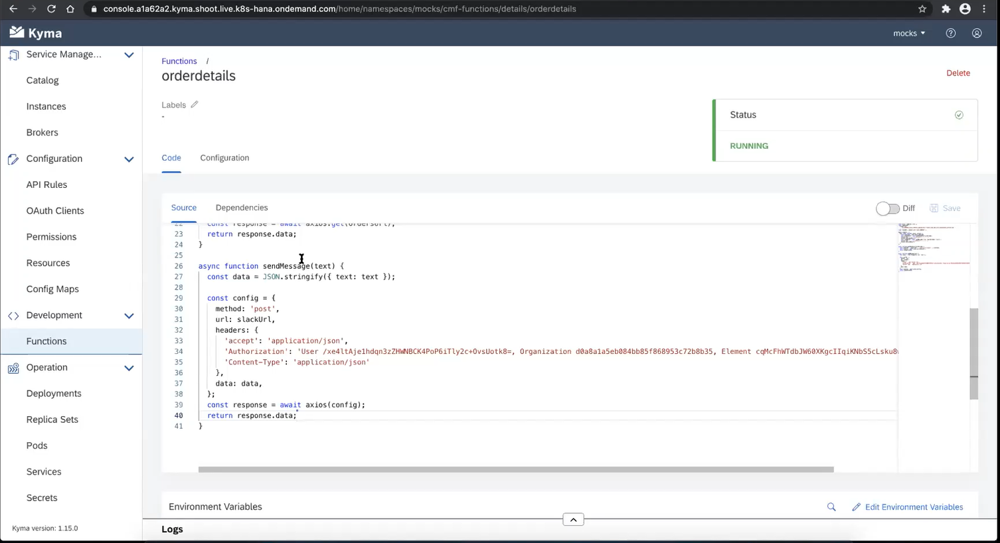 console.a1a62a2.kyma.shoot.live.k8s-hana.ondemand.com/home/namespaces/mocks/cmf-functions/details/orderdetails
Kyma
mocks
Service Manage...
Catalog
Instances
Brokers
Configuration
API Rules
OAuth Clients
Permissions
Resources
Config Maps
Development
Functions
Operation
Deployments
Replica Sets
Pods
Services
Secrets
Kyma version: 1.15.0
Functions /
orderdetails
Delete
Labels
-
Status
RUNNING
Code Configuration
Source Dependencies
Diff Save
22 const response = await axios.get(ordersUrl);
23 return response.data;
24 }
25
26 async function sendMessage(text) {
27 const data = JSON.stringify({ text: text });
28
29 const config = {
30 method: 'post',
31 url: slackUrl,
32 headers: {
33 'accept': 'application/json',
34 'Authorization': 'User /xe4ltAje1hdqn3zZHWNBCK4PoP6iTly2c+OvsUotk8=, Organization d0a8a1a5eb084bb85f868953c72b8b35, Element cqMcFhWTdbJW60XKgcIIqiKNbS5cLsku8
35 'Content-Type': 'application/json'
36 },
37 data: data,
38 };
39 const response = await axios(config);
40 return response.data;
41 }
Environment Variables
Edit Environment Variables
Logs